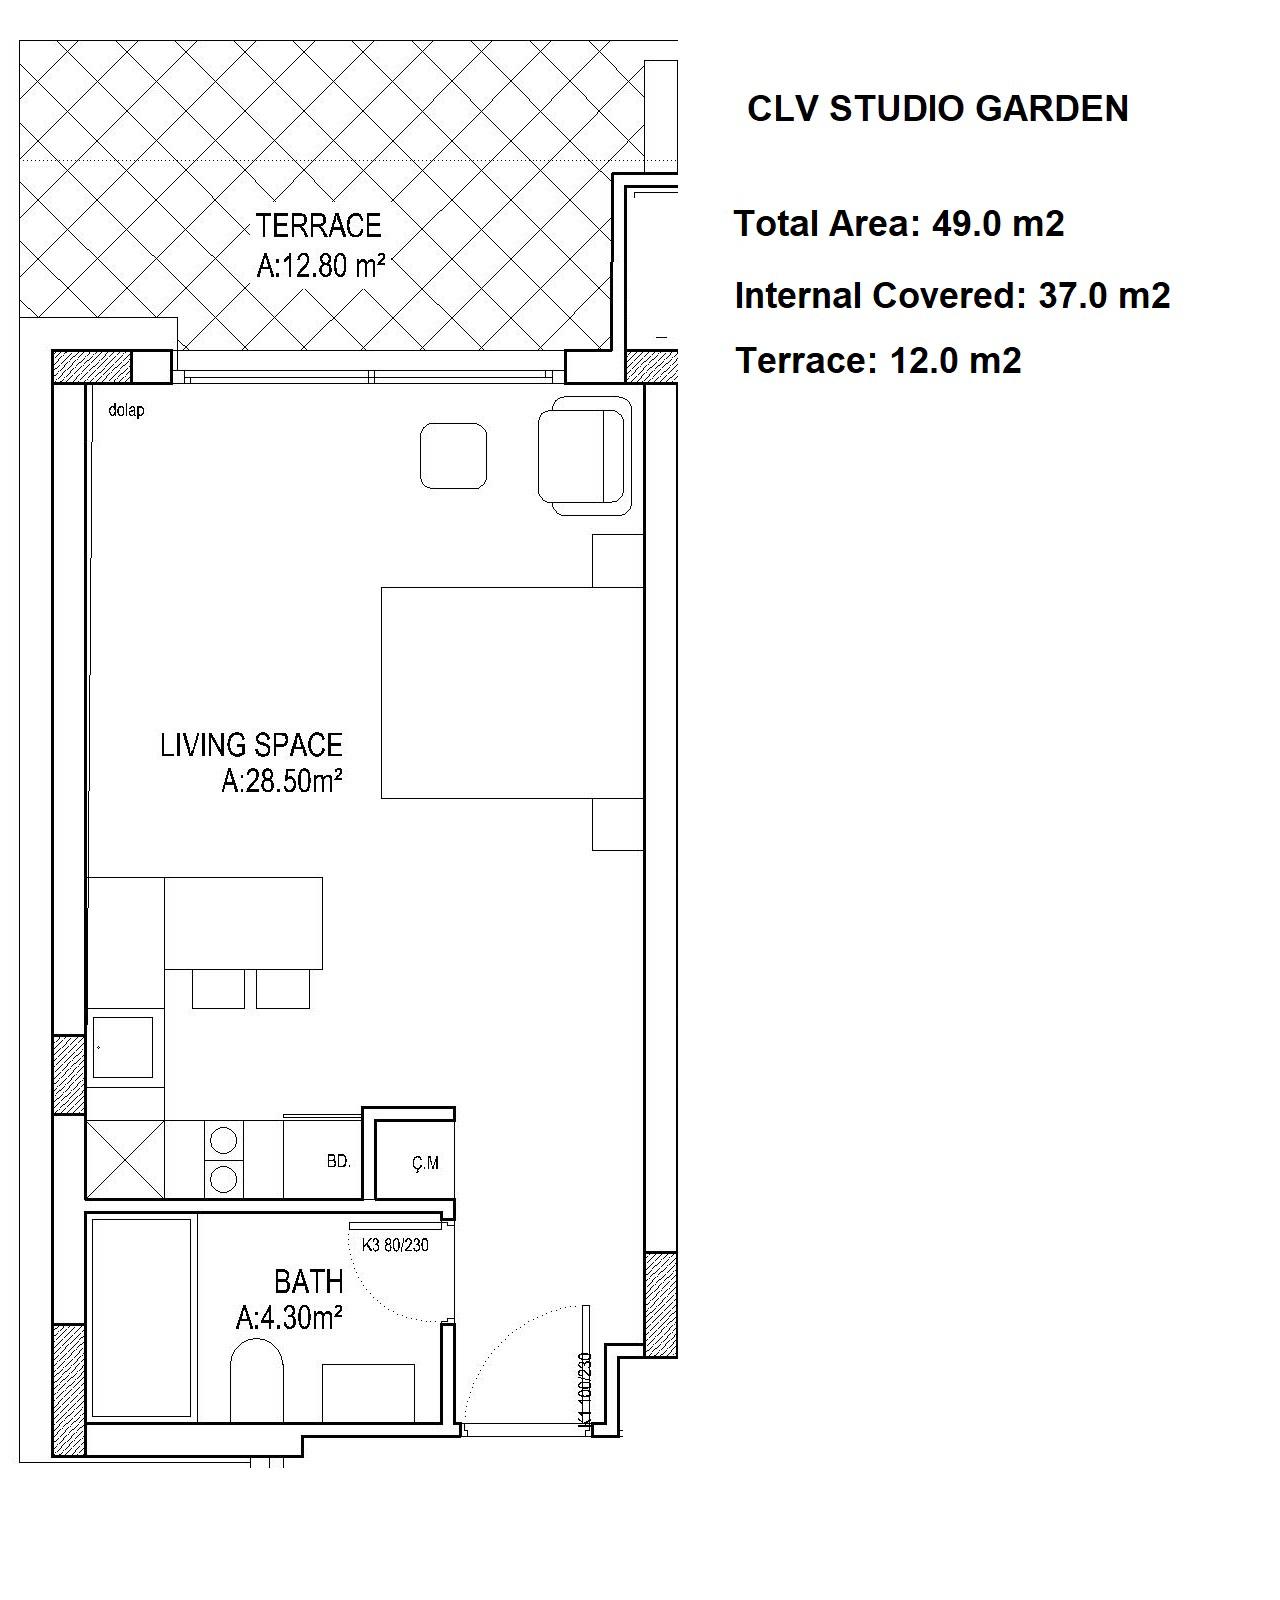 CLV STUDIO GARDEN
Total Area: 49.0 m2
Internal Covered: 37.0 m2
Terrace: 12.0 m2
TERRACE
A:12.80 m²
dolap
LIVING SPACE
A:28.50m²
BD.
Ç.M
K3 80/230
BATH
A:4.30m²
K1 100/230